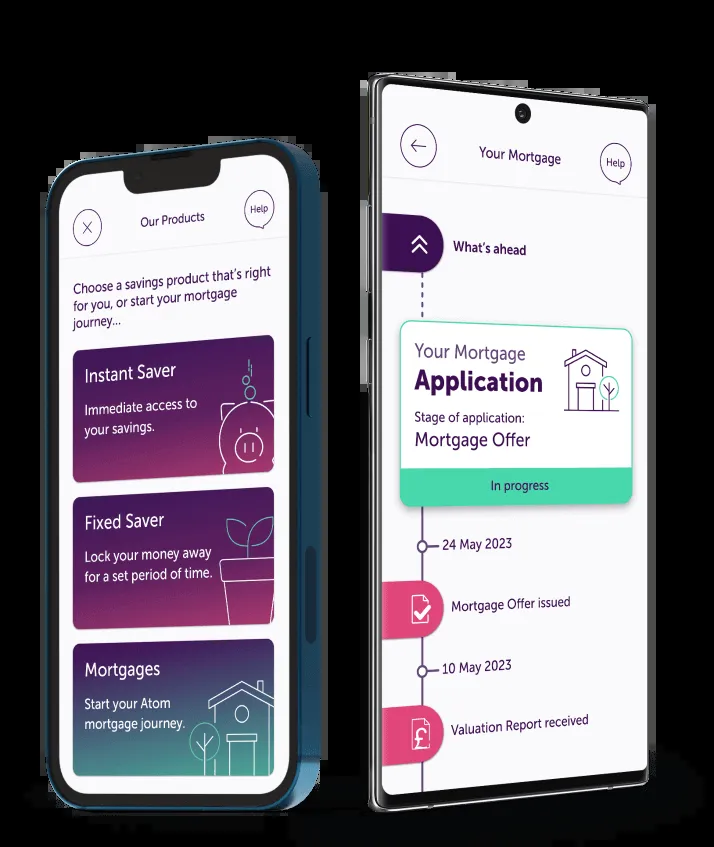 Our Products
Help
Choose a savings product that's right
for you, or start your mortgage
journey...
Instant Saver
Immediate access to
your savings.
Fixed Saver
Lock your money away
for a set period of time.
Mortgages
Start your Atom
mortgage journey.
Your Mortgage
Help
What's ahead
Your Mortgage
Application
Stage of application:
Mortgage Offer
In progress
24 May 2023
Mortgage Offer issued
10 May 2023
£
Valuation Report received